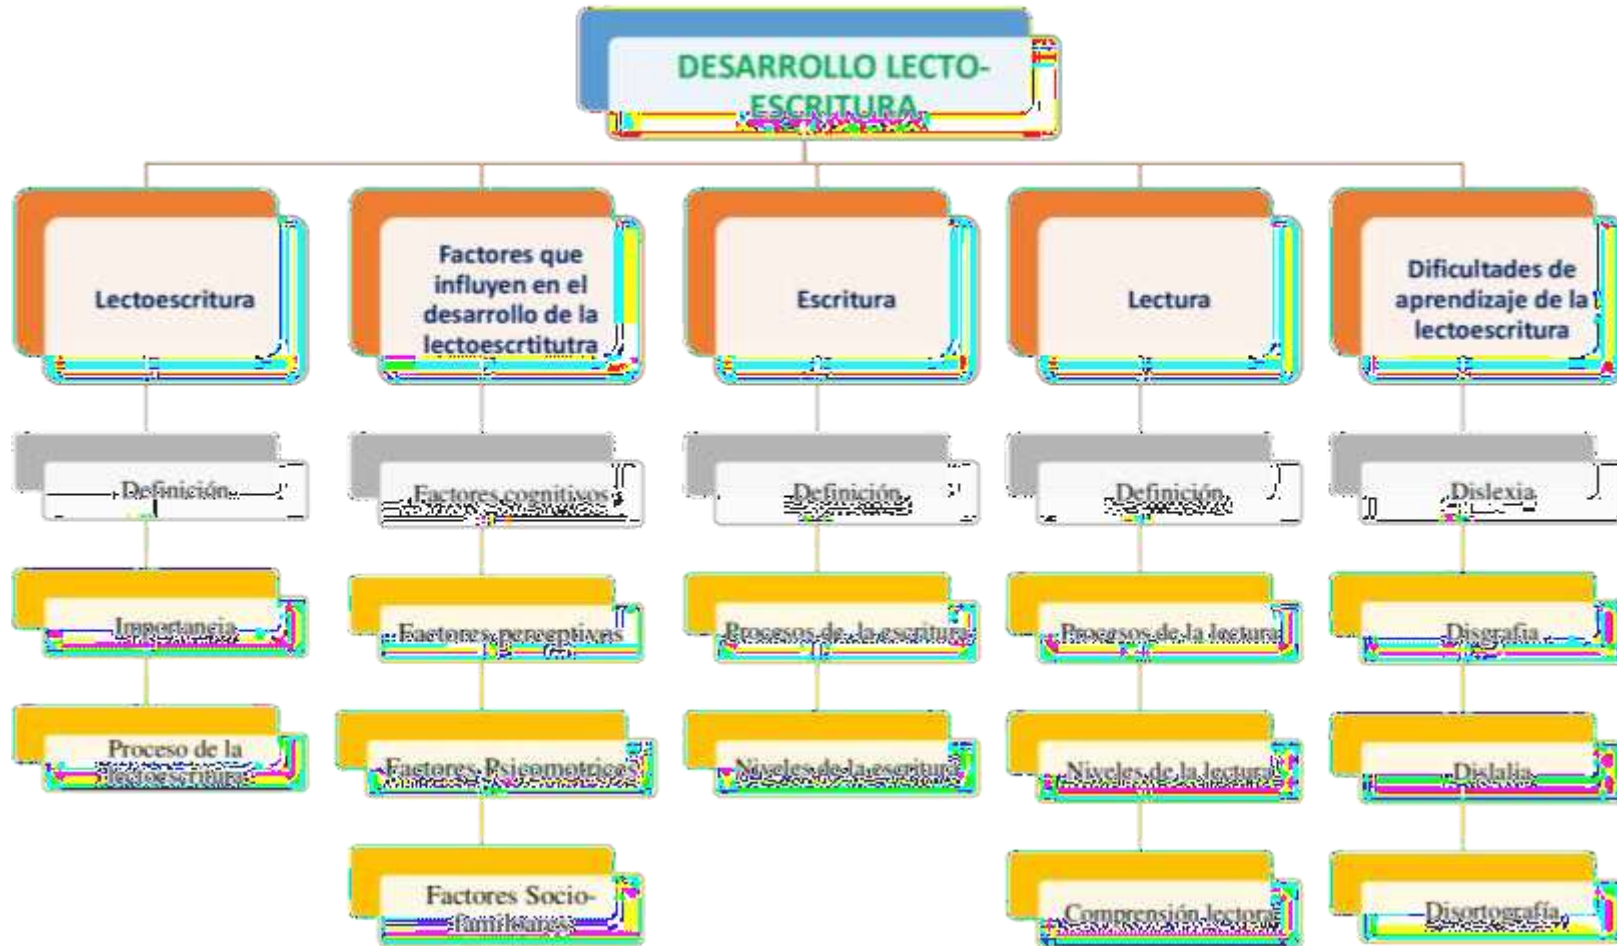 DESARROLLO LECTO-
ESCRITURA
Lectoescritura
Factores que
influyen en el
desarrollo de la
lectoescrtitutra
Escritura
Lectura
Dificultades de
aprendizaje de la
lectoescritura
Definición
Factores cognitivos
Definición
Definición
Dislexia
Importancia
Factores perceptivos
Procesos de la escritura
Procesos de la lectura
Disgrafia
Proceso de la
lectoescritura
Factores Psicomotrices
Niveles de la escritura
Niveles de la lectura
Dislalia
Factores Socio-
familiares
Comprensión lectora
Disortografía